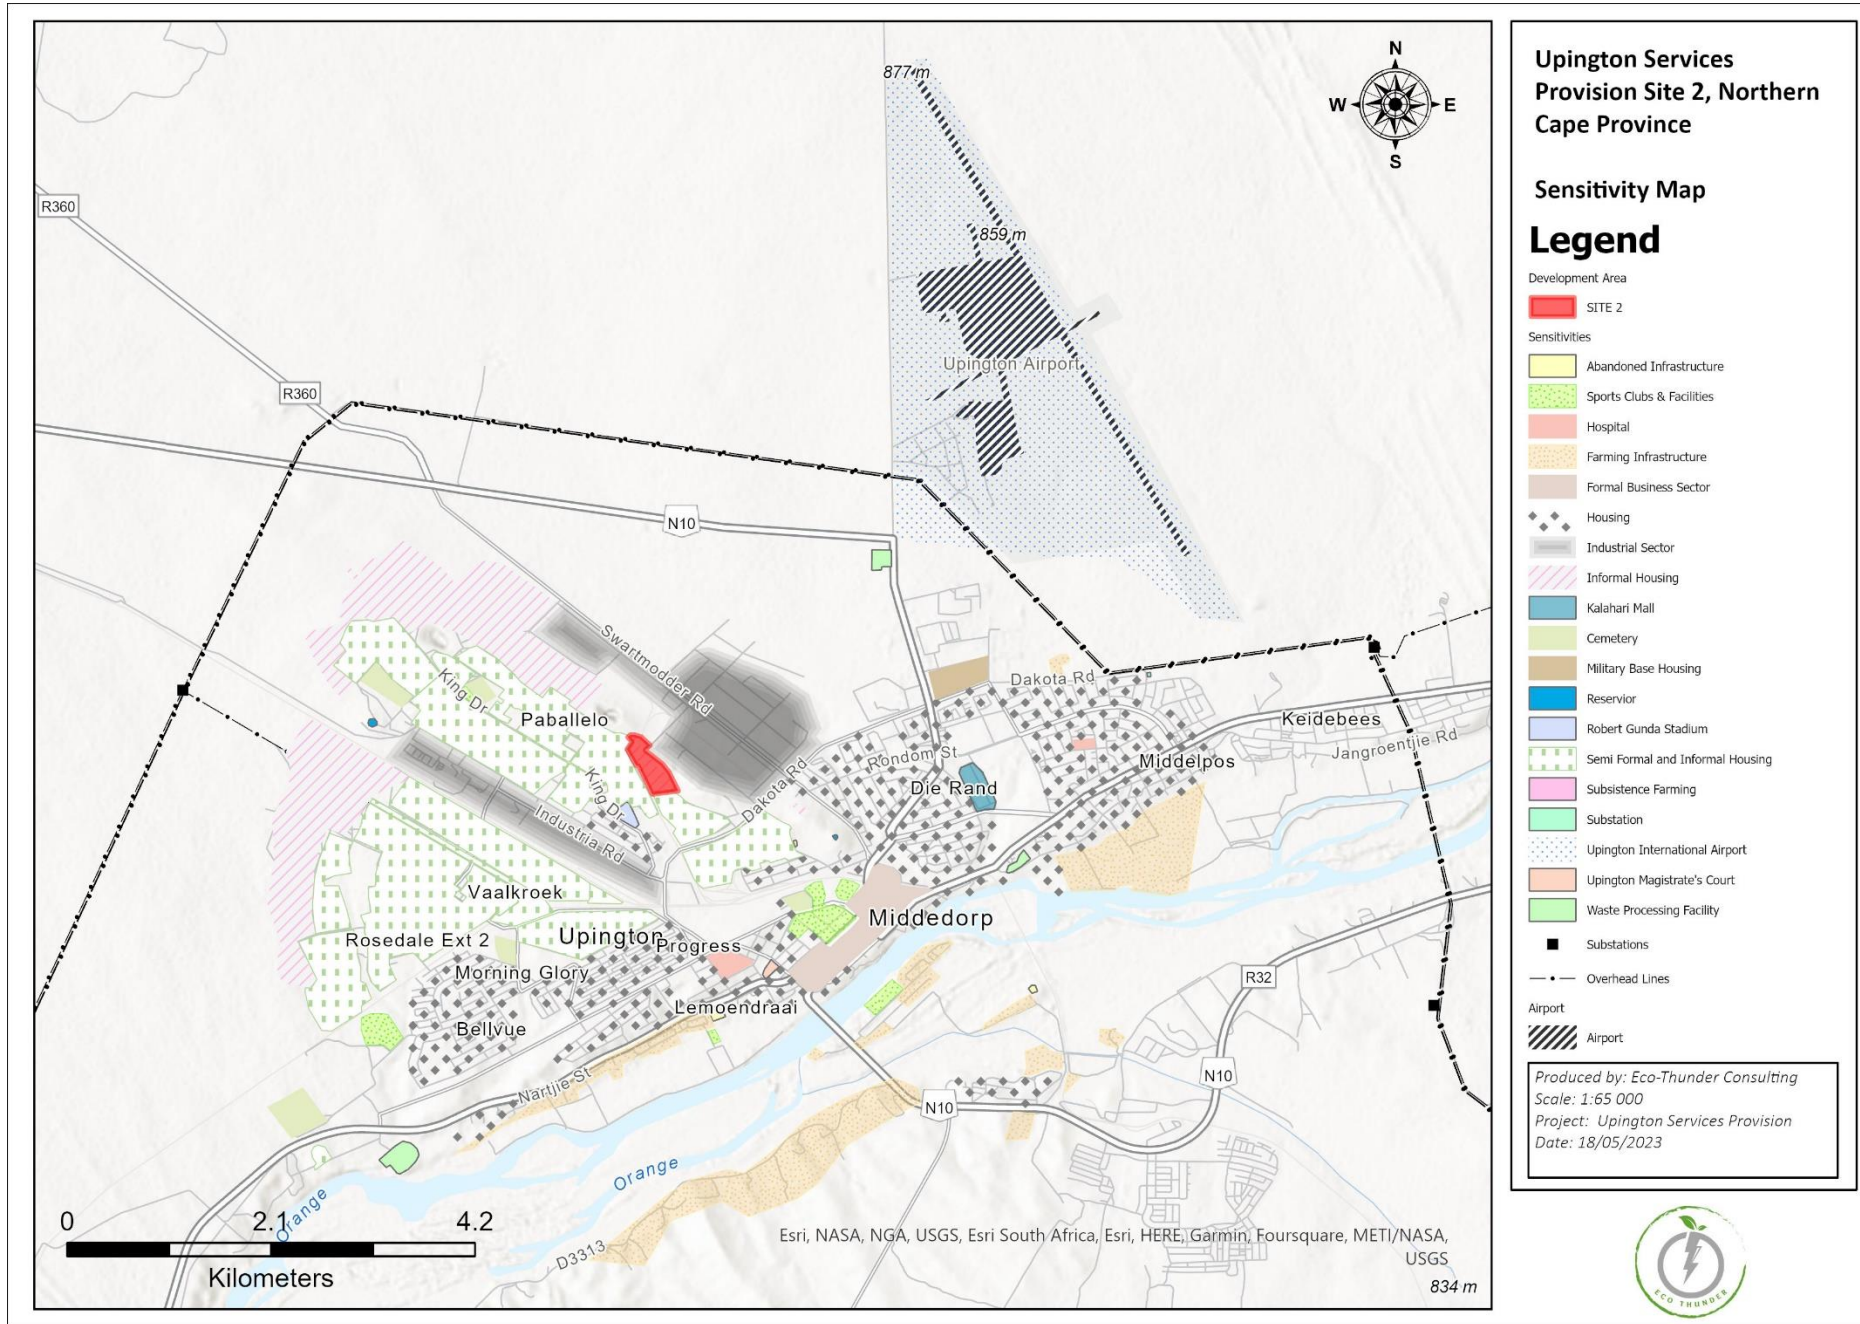 877 m
N
W
E
S
R360
859 m
Upington Airport
R360
N10
Swartmodder Rd
King Dr
Paballelo
Dakota Rd
Keidebees
Jangroentjie Rd
Rondom St
Middelpos
Die Rand
King Dr
Dakota Rd
Industria Rd
Vaalkroek
Middedorp
Rosedale Ext 2
Upington
Progress
Morning Glory
R32
Lemoendraai
Bellvue
Nartjie St
N10
N10
Orange
Orange
D3313
0
2.1
4.2
Kilometers
Esri, NASA, NGA, USGS, Esri South Africa, Esri, HERE, Garmin, Foursquare, METI/NASA,
USGS
834 m
Upington Services
Provision Site 2, Northern
Cape Province
Sensitivity Map
Legend
Development Area
SITE 2
Sensitivities
Abandoned Infrastructure
Sports Clubs & Facilities
Hospital
Farming Infrastructure
Formal Business Sector
Housing
Industrial Sector
Informal Housing
Kalahari Mall
Cemetery
Military Base Housing
Reservior
Robert Gunda Stadium
Semi Formal and Informal Housing
Subsistence Farming
Substation
Upington International Airport
Upington Magistrate's Court
Waste Processing Facility
Substations
Overhead Lines
Airport
Airport
Produced by: Eco-Thunder Consulting
Scale: 1:65 000
Project: Upington Services Provision
Date: 18/05/2023
ECO THUNDER